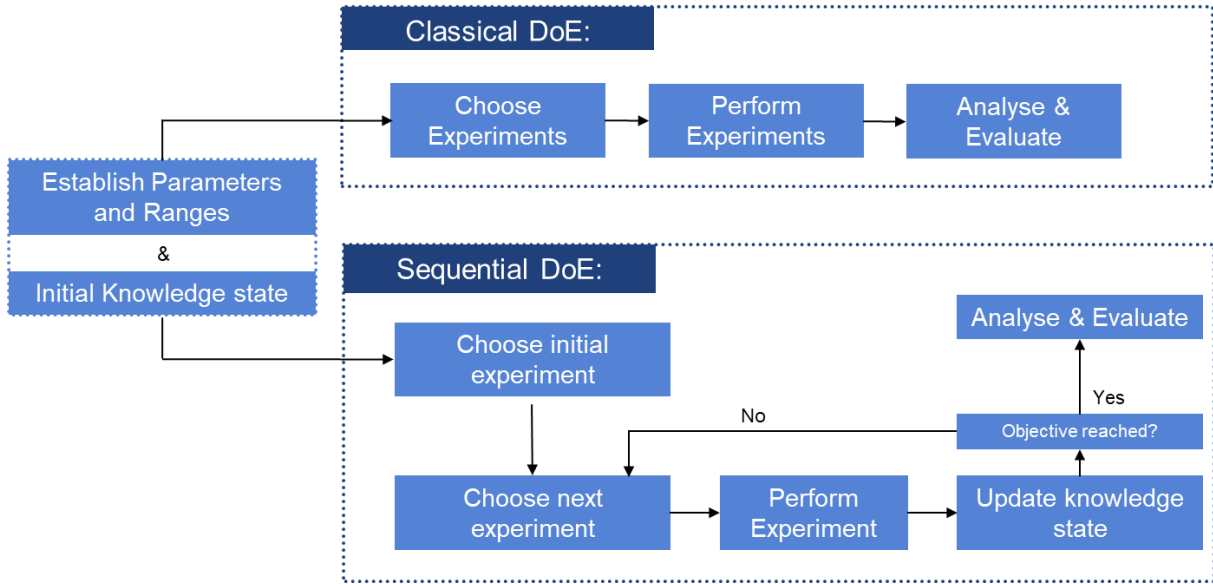 Classical DoE:
Choose
Experiments
Perform
Experiments
Analyse &
Evaluate
Establish Parameters
and Ranges
&
Initial Knowledge state
Sequential DoE:
Choose initial
experiment
Analyse & Evaluate
Yes
No
Objective reached?
Choose next
experiment
Perform
Experiment
Update knowledge
state